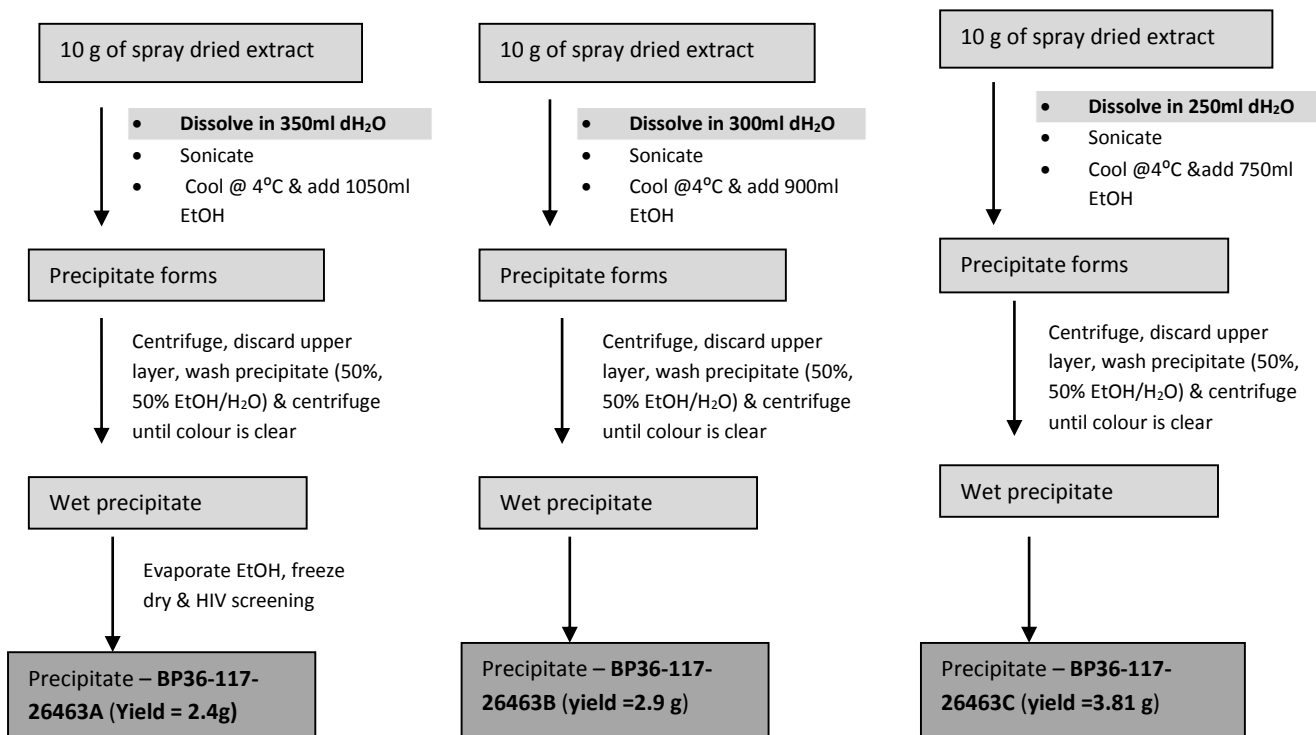 10 g of spray dried extract
• Dissolve in 350ml dH₂O
• Sonicate
• Cool @ 4⁰C & add 1050ml
EtOH
Precipitate forms
Centrifuge, discard upper
layer, wash precipitate (50%,
50% EtOH/H₂O) & centrifuge
until colour is clear
Wet precipitate
Evaporate EtOH, freeze
dry & HIV screening
Precipitate – BP36-117-
26463A (Yield = 2.4g)
10 g of spray dried extract
• Dissolve in 300ml dH₂O
• Sonicate
• Cool @4⁰C & add 900ml
EtOH
Precipitate forms
Centrifuge, discard upper
layer, wash precipitate (50%,
50% EtOH/H₂O) & centrifuge
until colour is clear
Wet precipitate
Precipitate – BP36-117-
26463B (yield =2.9 g)
10 g of spray dried extract
• Dissolve in 250ml dH₂O
• Sonicate
• Cool @4⁰C &add 750ml
EtOH
Precipitate forms
Centrifuge, discard upper
layer, wash precipitate (50%,
50% EtOH/H₂O) & centrifuge
until colour is clear
Wet precipitate
Precipitate – BP36-117-
26463C (yield =3.81 g)